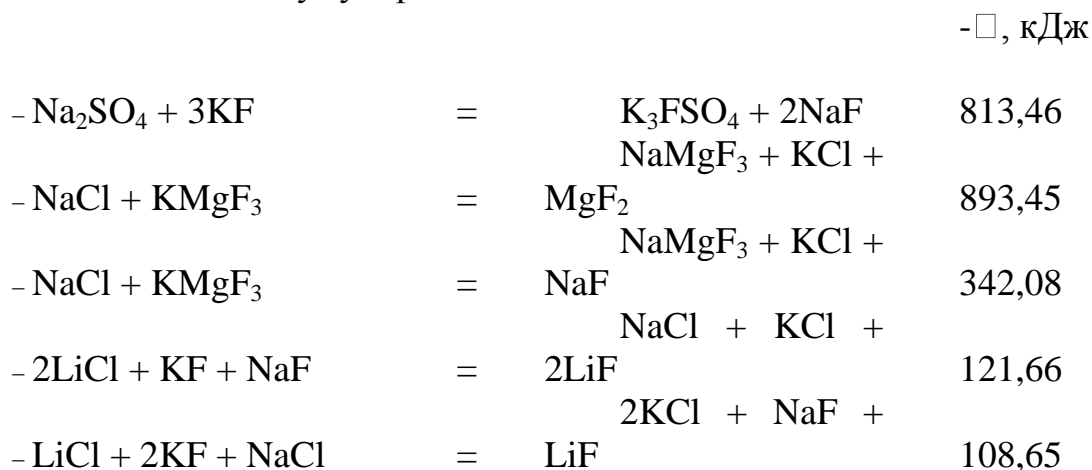 -□, кДж
– Na₂SO₄ + 3KF = K₃FSO₄ + 2NaF 813,46
NaMgF₃ + KCl +
– NaCl + KMgF₃ = MgF₂ 893,45
NaMgF₃ + KCl +
– NaCl + KMgF₃ = NaF 342,08
NaCl + KCl +
– 2LiCl + KF + NaF = 2LiF 121,66
2KCl + NaF +
– LiCl + 2KF + NaCl = LiF 108,65